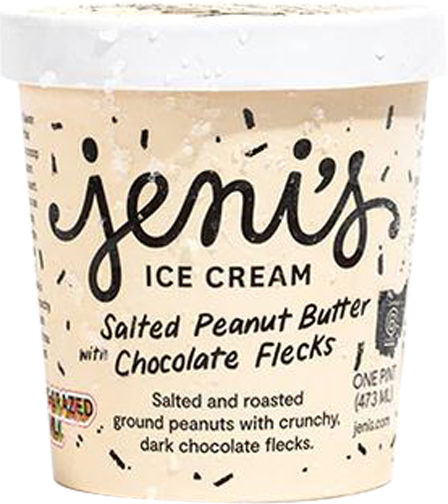 jeni's
ICE CREAM
Salted Peanut Butter
with Chocolate Flecks
Salted and roasted
ground peanuts with crunchy,
dark chocolate flecks.
ONE PINT
(473 ML)
jenis.com